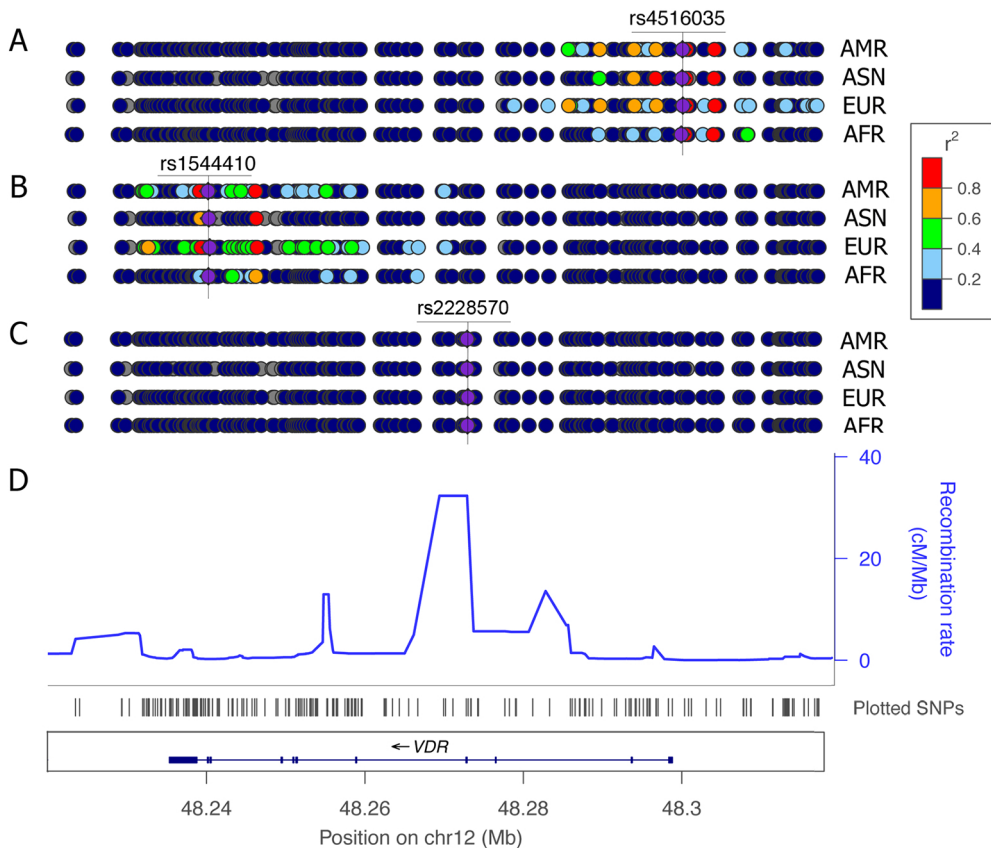 rs4516035
A
AMR
ASN
EUR
AFR
r²
0.8
0.6
0.4
0.2
rs1544410
B
AMR
ASN
EUR
AFR
rs2228570
C
AMR
ASN
EUR
AFR
D
40
20
0
Recombination rate
(cM/Mb)
Plotted SNPs
← VDR
48.24 48.26 48.28 48.3
Position on chr12 (Mb)